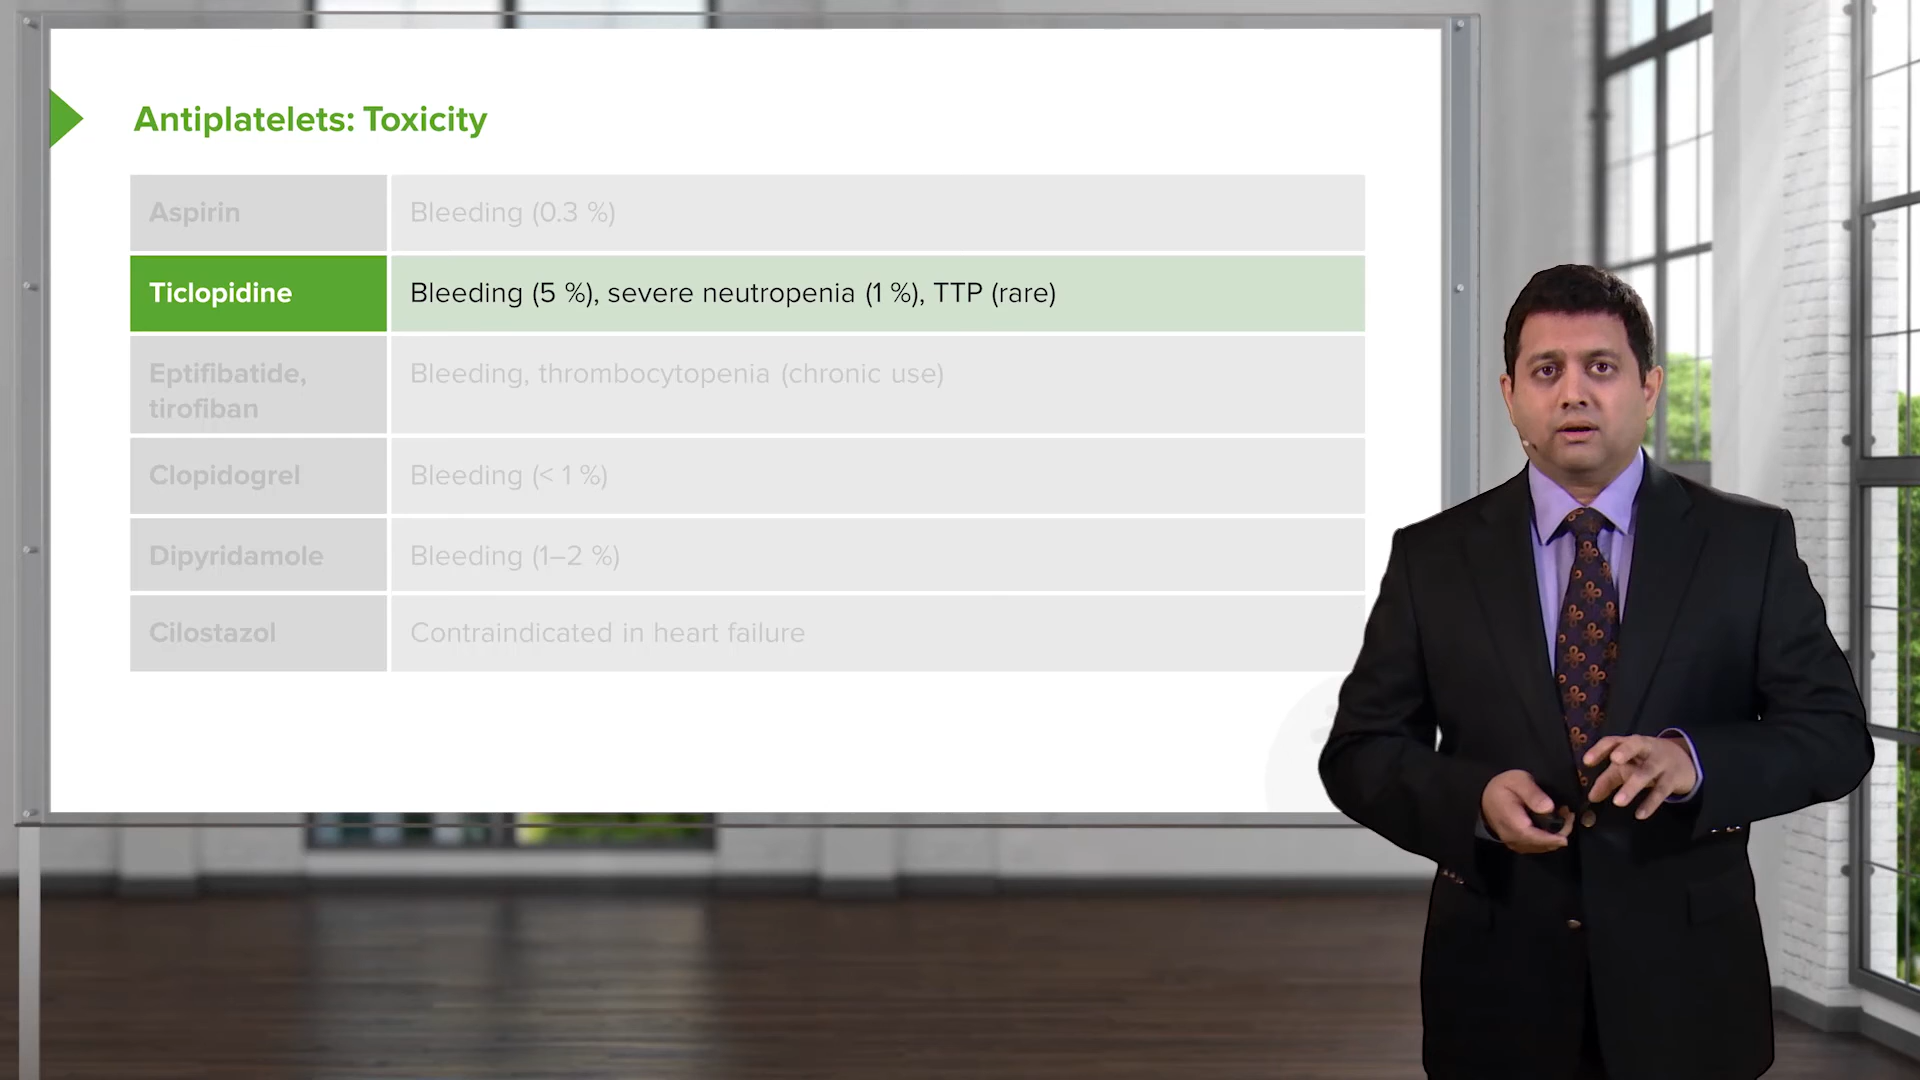 Antiplatelets: Toxicity
Aspirin
Bleeding (0.3 %)
Ticlopidine
Bleeding (5 %), severe neutropenia (1 %), TTP (rare)
Eptifibatide,
tirofiban
Bleeding, thrombocytopenia (chronic use)
Clopidogrel
Bleeding (< 1 %)
Dipyridamole
Bleeding (1–2 %)
Cilostazol
Contraindicated in heart failure